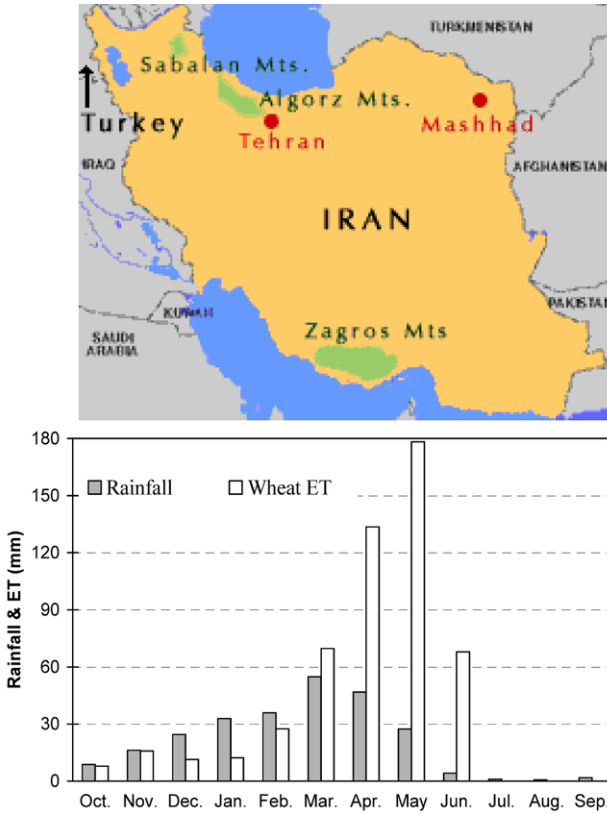 TURKMENISTAN
Sabalan Mts.
Algorz Mts.
Turkey
Tehran
Mashhad
IRAQ
AFGHANISTAN
IRAN
PAKISTAN
KUWAIT
SAUDI
ARABIA
Zagros Mts
180
150
120
90
60
30
0
Rainfall & ET (mm)
Rainfall Wheat ET
Oct. Nov. Dec. Jan. Feb. Mar. Apr. May Jun. Jul. Aug. Sep.